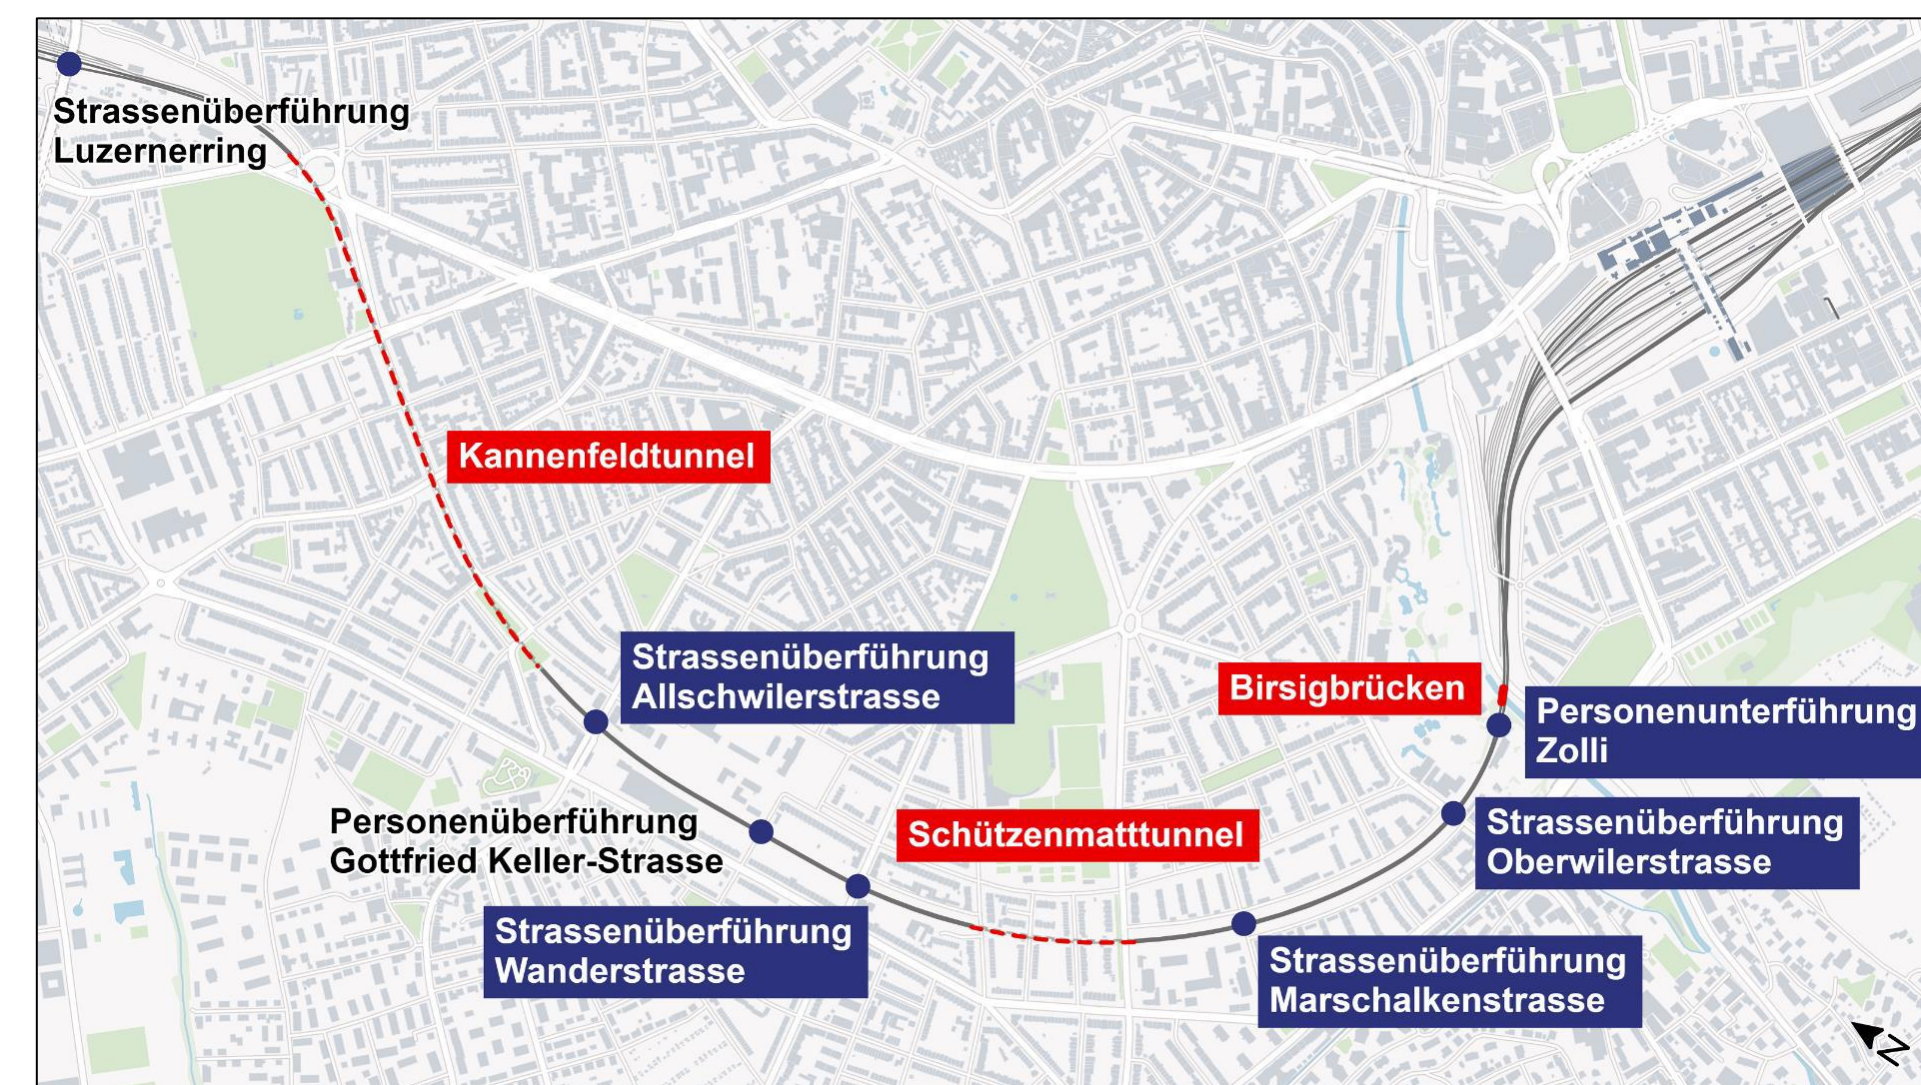 Strassenüberführung
Luzernerring
Kannenfeldtunnel
Strassenüberführung
Allschwilerstrasse
Birsigbrücken
Personenunterführung
Zolli
Personenüberführung
Gottfried Keller-Strasse
Schützenmatttunnel
Strassenüberführung
Oberwilerstrasse
Strassenüberführung
Wanderstrasse
Strassenüberführung
Marschalkenstrasse
N